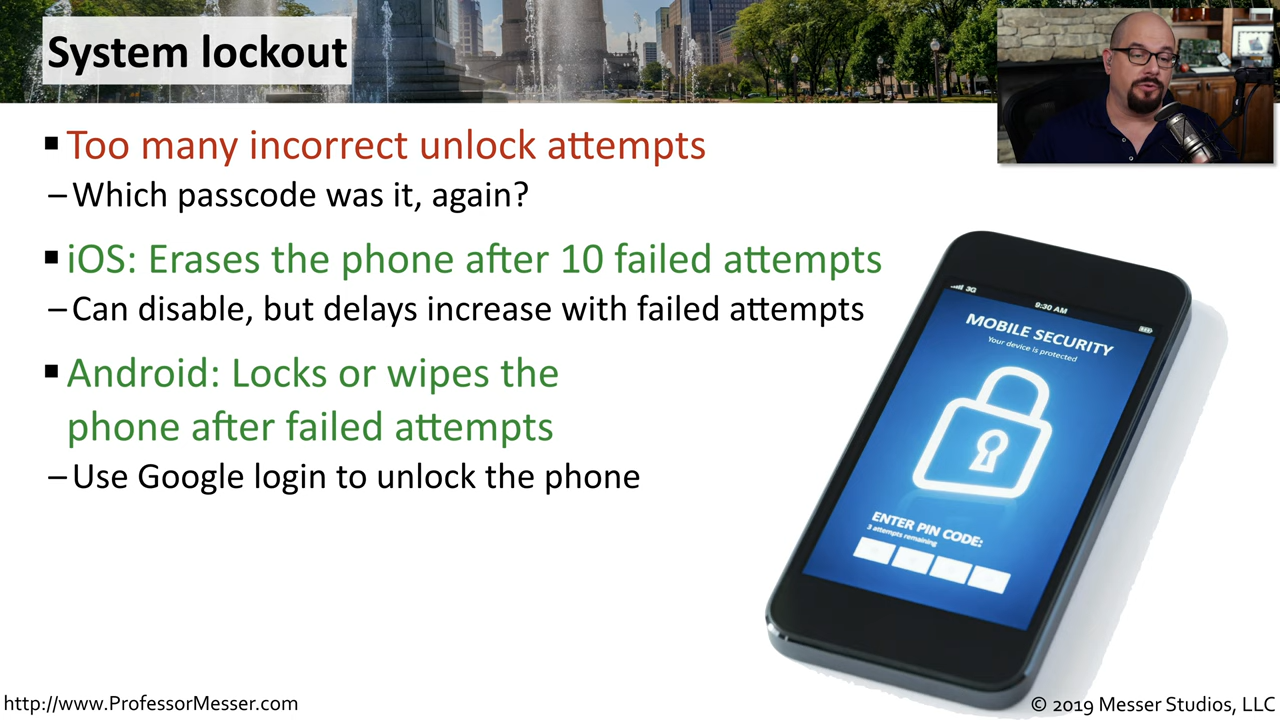 System lockout
▪ Too many incorrect unlock attempts
– Which passcode was it, again?
▪ iOS: Erases the phone after 10 failed attempts
– Can disable, but delays increase with failed attempts
▪ Android: Locks or wipes the
phone after failed attempts
– Use Google login to unlock the phone
3G
9:30 AM
MOBILE SECURITY
Your device is protected
ENTER PIN CODE:
3 attempts remaining
http://www.ProfessorMesser.com
© 2019 Messer Studios, LLC